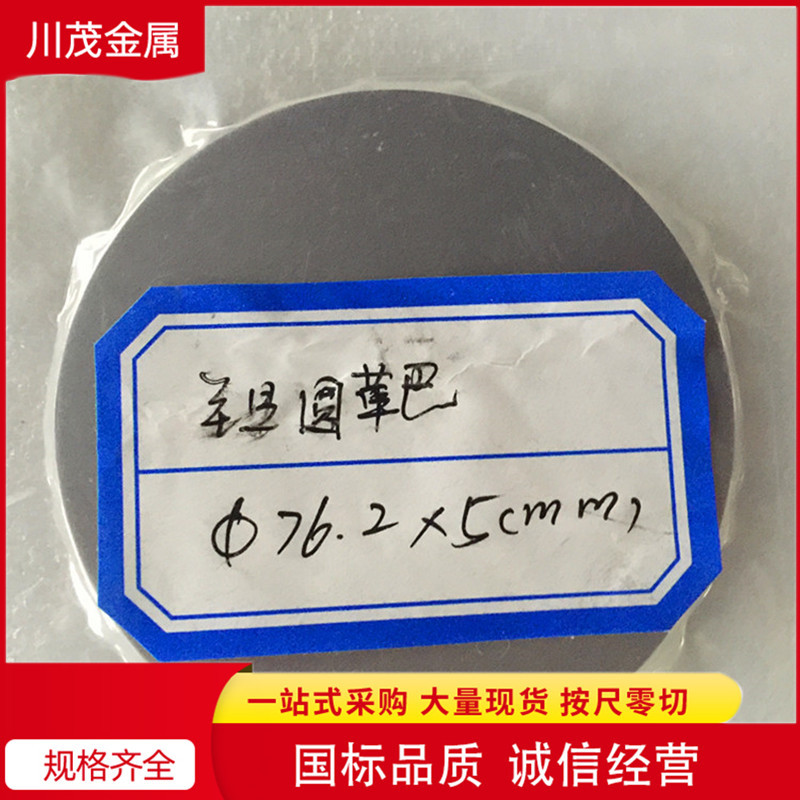 川茂金属
钽圆靶
Φ76.2×5(mm)
一站式采购 大量现货 按尺零切
规格齐全
国标品质 诚信经营